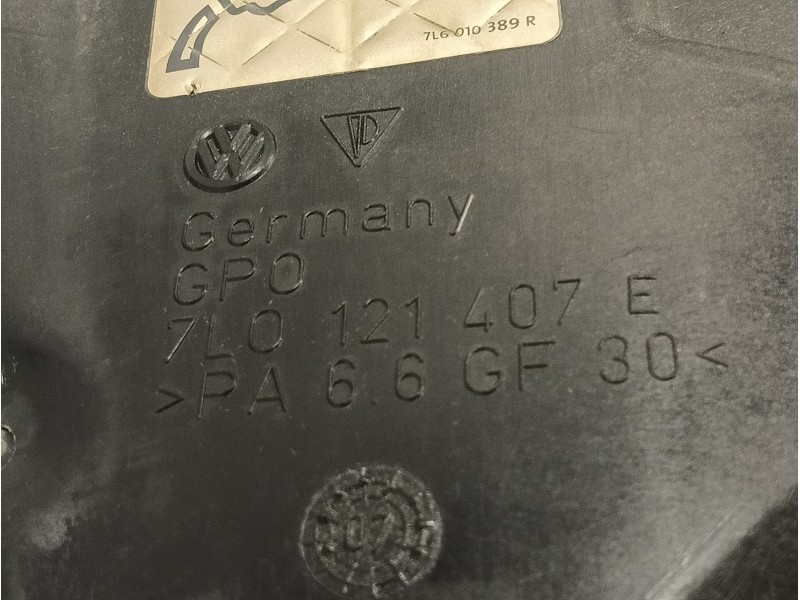 7L6 010 389 R
Germany
GPO
7L0 121 407 E
>PA 6.6 GF 30<
07